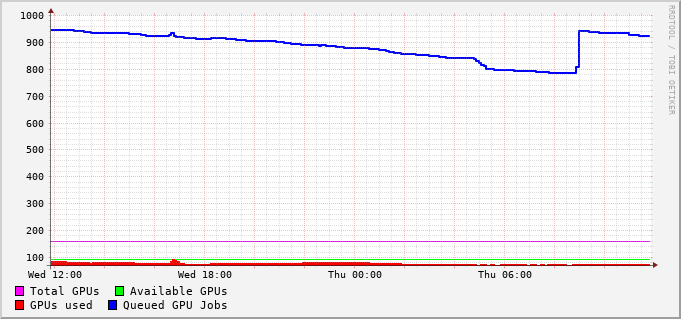 1000
900
800
700
600
500
400
300
200
100
Wed 12:00 Wed 18:00 Thu 00:00 Thu 06:00
Total GPUs Available GPUs
GPUs used Queued GPU Jobs
RRDTOOL / TOBI OETIKER